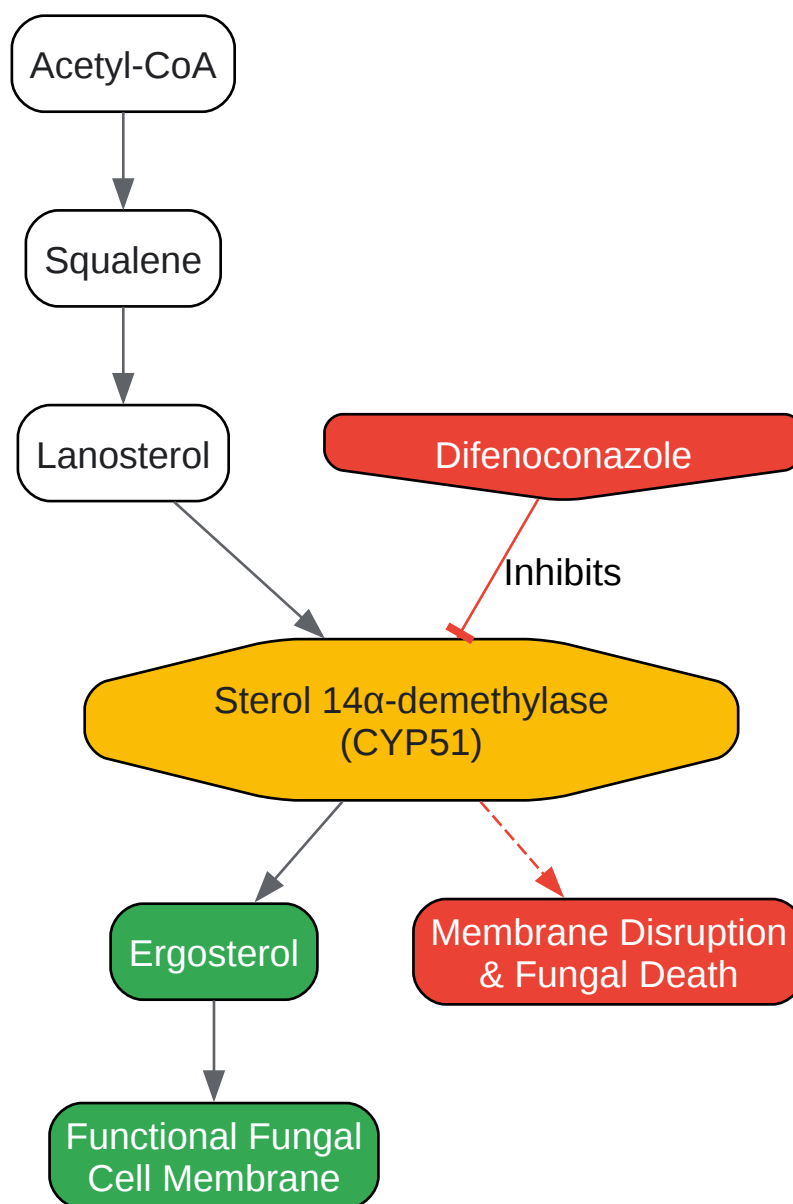 Acetyl-CoA
Squalene
Lanosterol
Difenoconazole
Inhibits
Sterol 14α-demethylase
(CYP51)
Ergosterol
Membrane Disruption
& Fungal Death
Functional Fungal
Cell Membrane